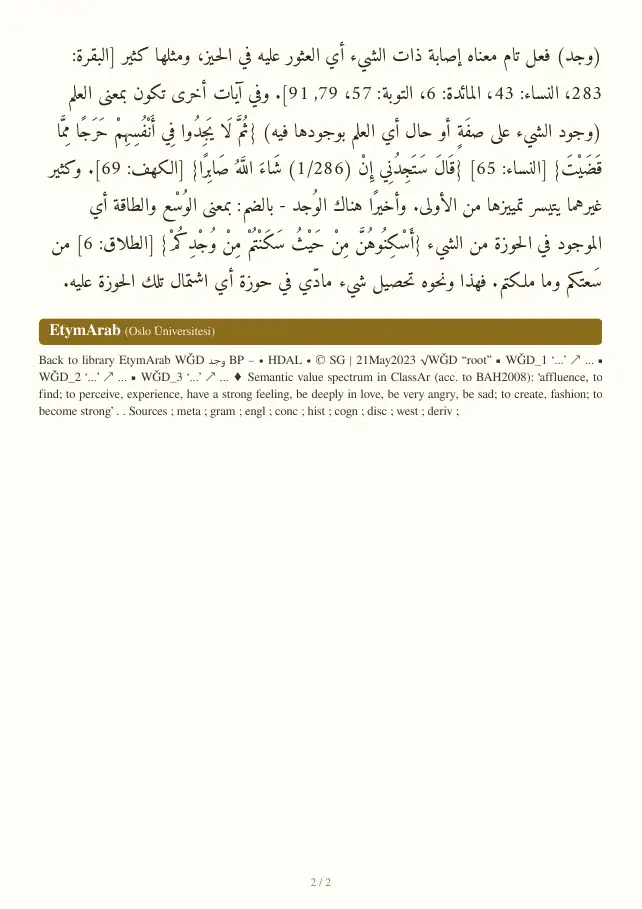 (وجد) فعل تام معناه إصابة ذات الشيء أي العثور عليه في الحيز، ومثلها كثير [البقرة:
283، النساء: 43، المائدة: 6، التوبة: 57، 79, 91]. وفي آيات أخرى تكون بمعنى العلم
(وجود الشيء على صفَةٍ أو حال أي العلم بوجودها فيه) {ثُمَّ لَا يَجِدُوا فِي أَنْفُسِهِمْ حَرَجًا مِمَّا
قَضَيْتَ} [النساء: 65] {قَالَ سَتَجِدُنِي إِنْ (1/286) شَاءَ اللَّهُ صَابِرًا} [الكهف: 69]. وكثير
غيرهما يتيسر تمييزها من الأولى. وأخيرًا هناك الوُجد - بالضم: بمعنى الوُسْع والطاقة أي
الموجود في الحوزة من الشيء {أَسْكِنُوهُنَّ مِنْ حَيْثُ سَكَنْتُمْ مِنْ وُجْدِكُمْ} [الطلاق: 6] من
سَعتكم وما ملكتم. فهذا ونحوه تحصيل شيء مادّي في حوزة أي اشتمال تلك الحوزة عليه.
EtymArab (Oslo Üniversitesi)
Back to library EtymArab WǦD وجد BP – • HDAL • © SG | 21May2023 √WǦD “root” ▪ WǦD_1 ‘...’ ↗ ... ▪
WǦD_2 ‘...’ ↗ ... ▪ WǦD_3 ‘...’ ↗ ... ♦ Semantic value spectrum in ClassAr (acc. to BAH2008): ‘affluence, to
find; to perceive, experience, have a strong feeling, be deeply in love, be very angry, be sad; to create, fashion; to
become strong’ . . Sources ; meta ; gram ; engl ; conc ; hist ; cogn ; disc ; west ; deriv ;
2 / 2